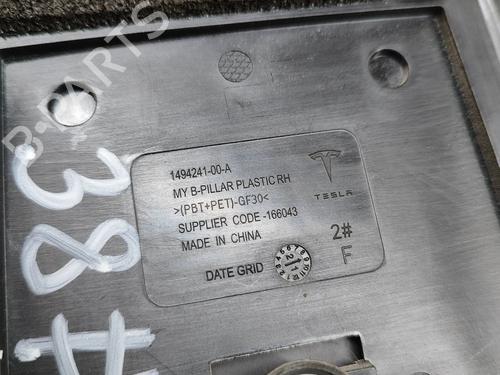 B-PARTS
1494241-00-A
MY B-PILLAR PLASTIC RH
>(PBT+PET)-GF30<
SUPPLIER CODE -166043
MADE IN CHINA
DATE GRID
TESLA
2#
F
38